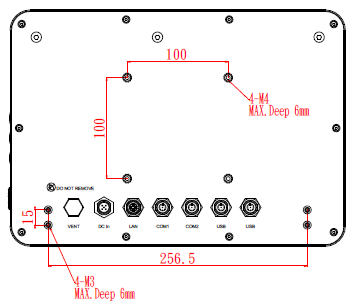 100
4-M4
MAX.Deep 6mm
100
DO NOT REMOVE
15
VENT DC In LAN COM1 COM2 USB USB
256.5
4-M3
MAX.Deep 6mm